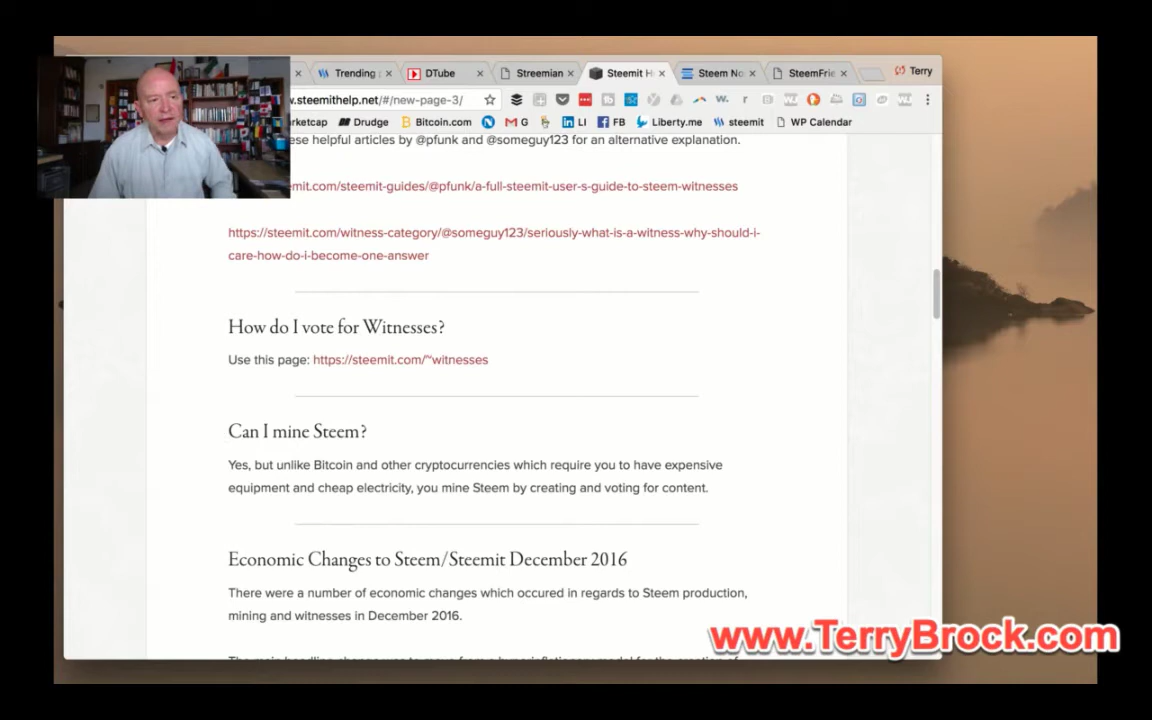 Trending
DTube
Streemian
Steemit H
Steem No
SteemFrie
Terry
w.steemithelp.net/#/new-page-3/
rketcap
Drudge
Bitcoin.com
G
LI
FB
Liberty.me
steemit
WP Calendar
ese helpful articles by @pfunk and @someguy123 for an alternative explanation.
mit.com/steemit-guides/@pfunk/a-full-steemit-user-s-guide-to-steem-witnesses
https://steemit.com/witness-category/@someguy123/seriously-what-is-a-witness-why-should-i-
care-how-do-i-become-one-answer
How do I vote for Witnesses?
Use this page: https://steemit.com/~witnesses
Can I mine Steem?
Yes, but unlike Bitcoin and other cryptocurrencies which require you to have expensive
equipment and cheap electricity, you mine Steem by creating and voting for content.
Economic Changes to Steem/Steemit December 2016
There were a number of economic changes which occured in regards to Steem production,
mining and witnesses in December 2016.
www.TerryBrock.com